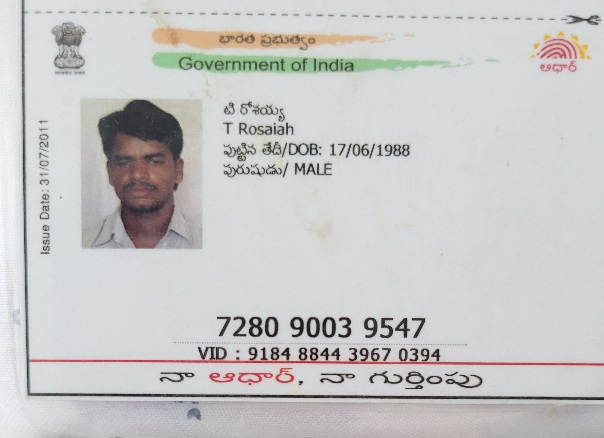 భారత ప్రభుత్వం
Government of India
ఆధార్
Issue Date: 31/07/2011
టి రోశయ్య
T Rosaiah
పుట్టిన తేదీ/DOB: 17/06/1988
పురుషుడు/ MALE
7280 9003 9547
VID : 9184 8844 3967 0394
నా ఆధార్, నా గుర్తింపు